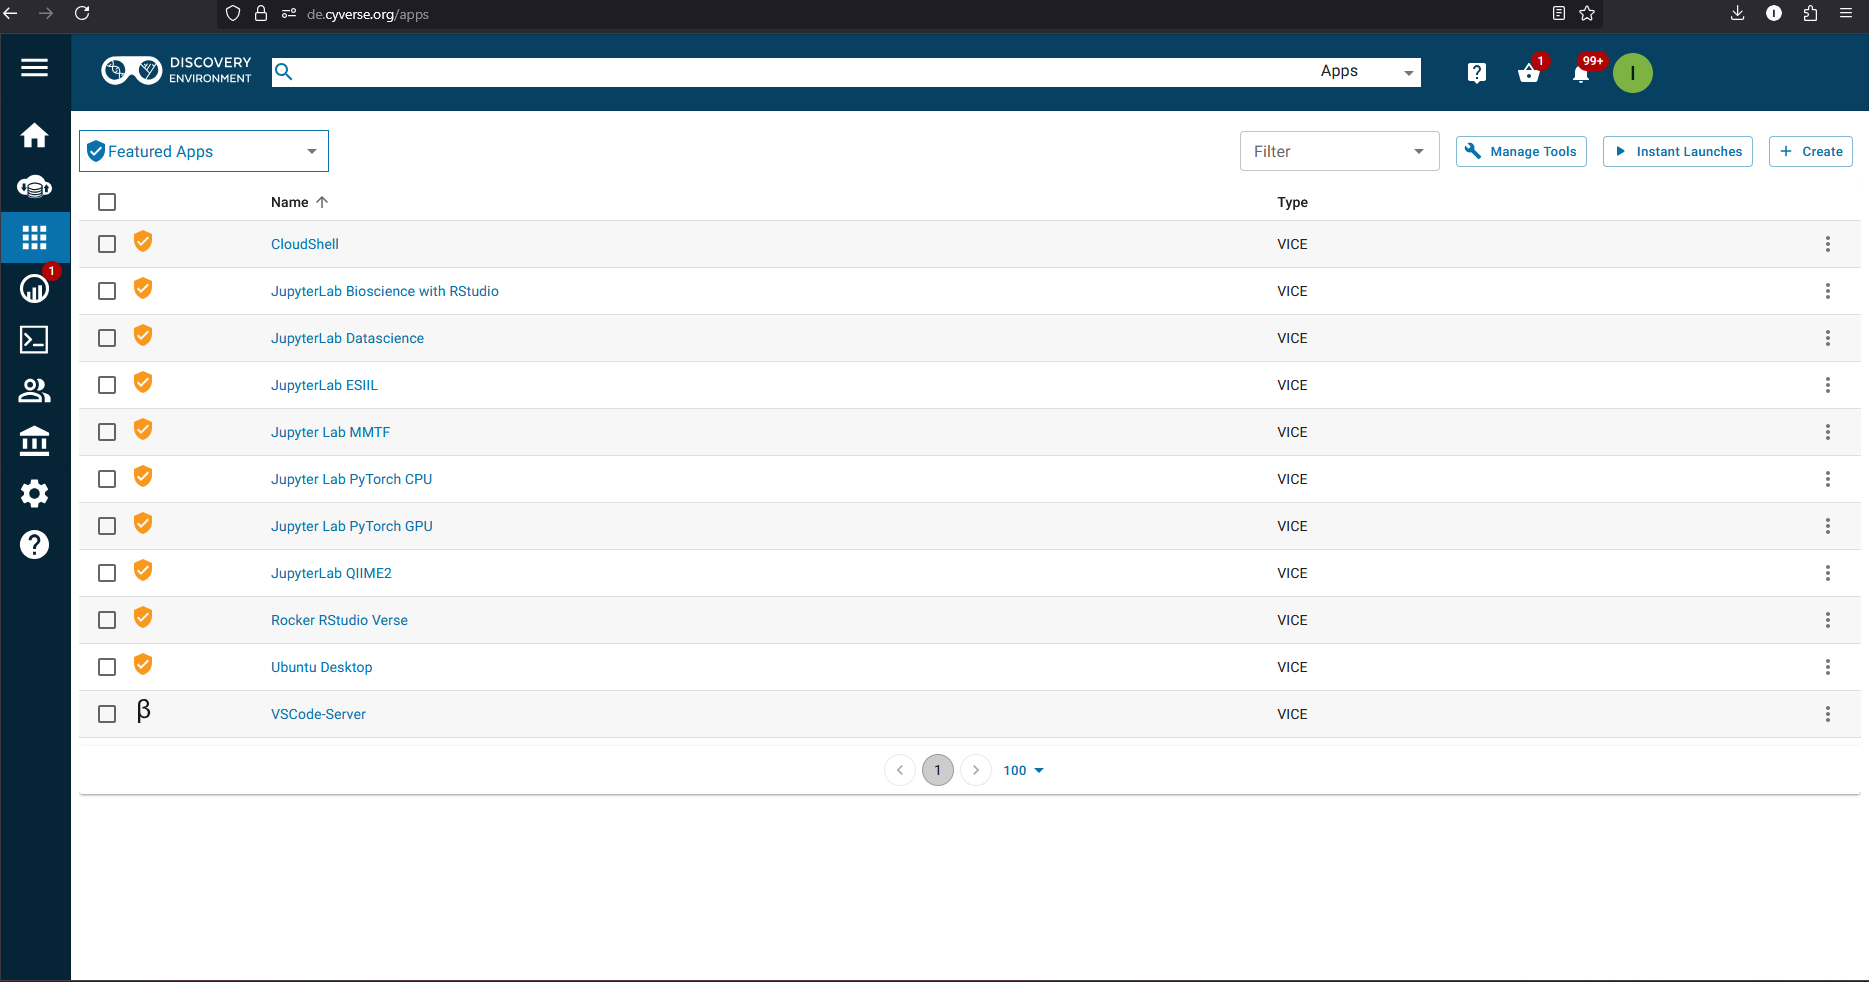 de.cyverse.org/apps
DISCOVERY
ENVIRONMENT
Apps
1
99+
I
Featured Apps
Filter
Manage Tools
Instant Launches
Create
Name
Type
CloudShell VICE
JupyterLab Bioscience with RStudio VICE
JupyterLab Datascience VICE
JupyterLab ESIIL VICE
Jupyter Lab MMTF VICE
Jupyter Lab PyTorch CPU VICE
Jupyter Lab PyTorch GPU VICE
JupyterLab QIIME2 VICE
Rocker RStudio Verse VICE
Ubuntu Desktop VICE
β VSCode-Server VICE
1
1
100